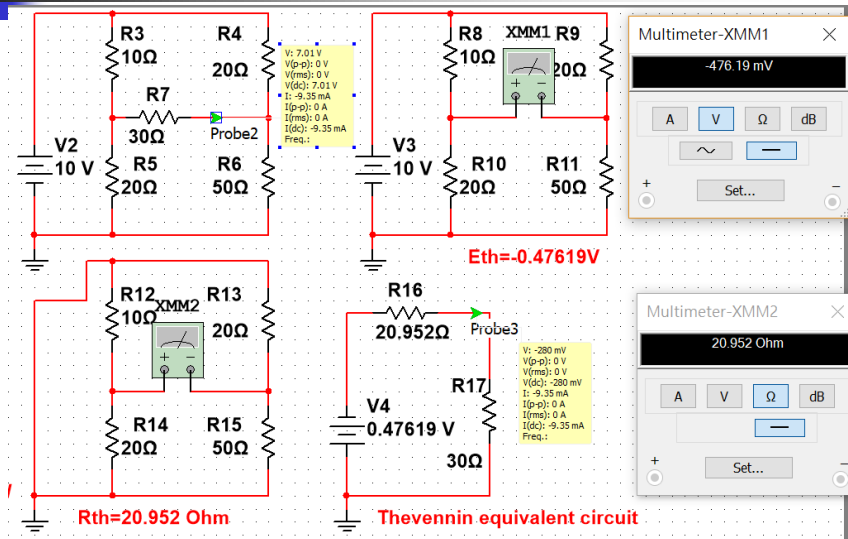 R3
10Ω
R4
20Ω
V: 7.01 V
V(p-p): 0 V
V(rms): 0 V
V(dc): 7.01 V
I: -9.35 mA
I(p-p): 0 A
I(rms): 0 A
I(dc): -9.35 mA
Freq.:
R7
30Ω
Probe2
V2
10 V
R5
20Ω
R6
50Ω
R8
10Ω
XMM1
R9
20Ω
V3
10 V
R10
20Ω
R11
50Ω
Eth=-0.47619V
Multimeter-XMM1
-476.19 mV
A V Ω dB
+ Set... −
R12
10Ω
XMM2
R13
20Ω
R14
20Ω
R15
50Ω
Rth=20.952 Ohm
R16
20.952Ω
Probe3
V: -280 mV
V(p-p): 0 V
V(rms): 0 V
V(dc): -280 mV
I: -9.35 mA
I(p-p): 0 A
I(rms): 0 A
I(dc): -9.35 mA
Freq.:
R17
30Ω
V4
0.47619 V
Thevennin equivalent circuit
Multimeter-XMM2
20.952 Ohm
A V Ω dB
+ Set... −